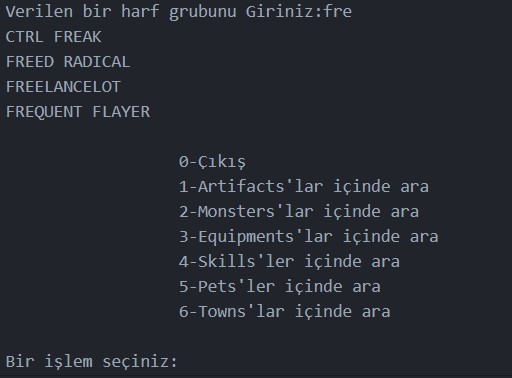 Verilen bir harf grubunu Giriniz:fre
CTRL FREAK
FREED RADICAL
FREELANCELOT
FREQUENT FLAYER
0-Çıkış
1-Artifacts'lar içinde ara
2-Monsters'lar içinde ara
3-Equipments'lar içinde ara
4-Skills'ler içinde ara
5-Pets'ler içinde ara
6-Towns'lar içinde ara
Bir işlem seçiniz: